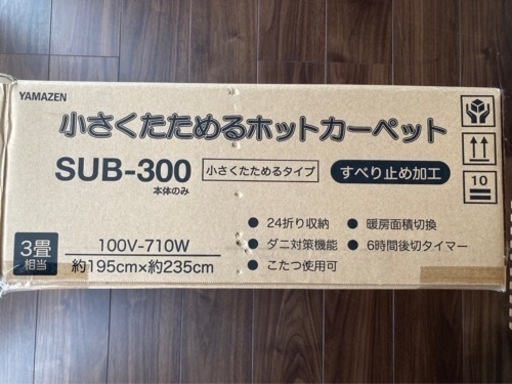 YAMAZEN
小さくたためるホットカーペット
SUB-300
本体のみ
小さくたためるタイプ
すべり止め加工
10
3畳
相当
100V-710W
約195cm×約235cm
● 24折り収納
● ダニ対策機能
● こたつ使用可
● 暖房面積切換
● 6時間後切タイマー